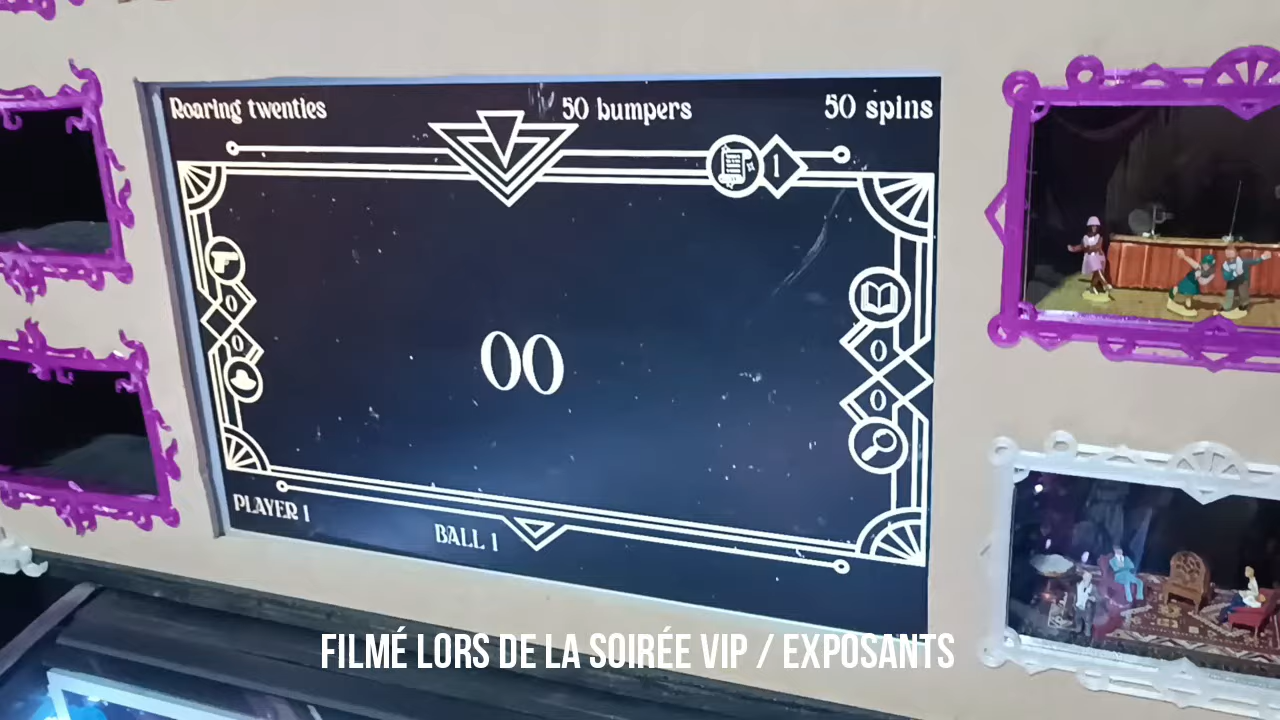 Roaring twenties
50 bumpers
50 spins
1
0
0
0
0
00
PLAYER 1
BALL 1
FILMÉ LORS DE LA SOIRÉE VIP / EXPOSANTS